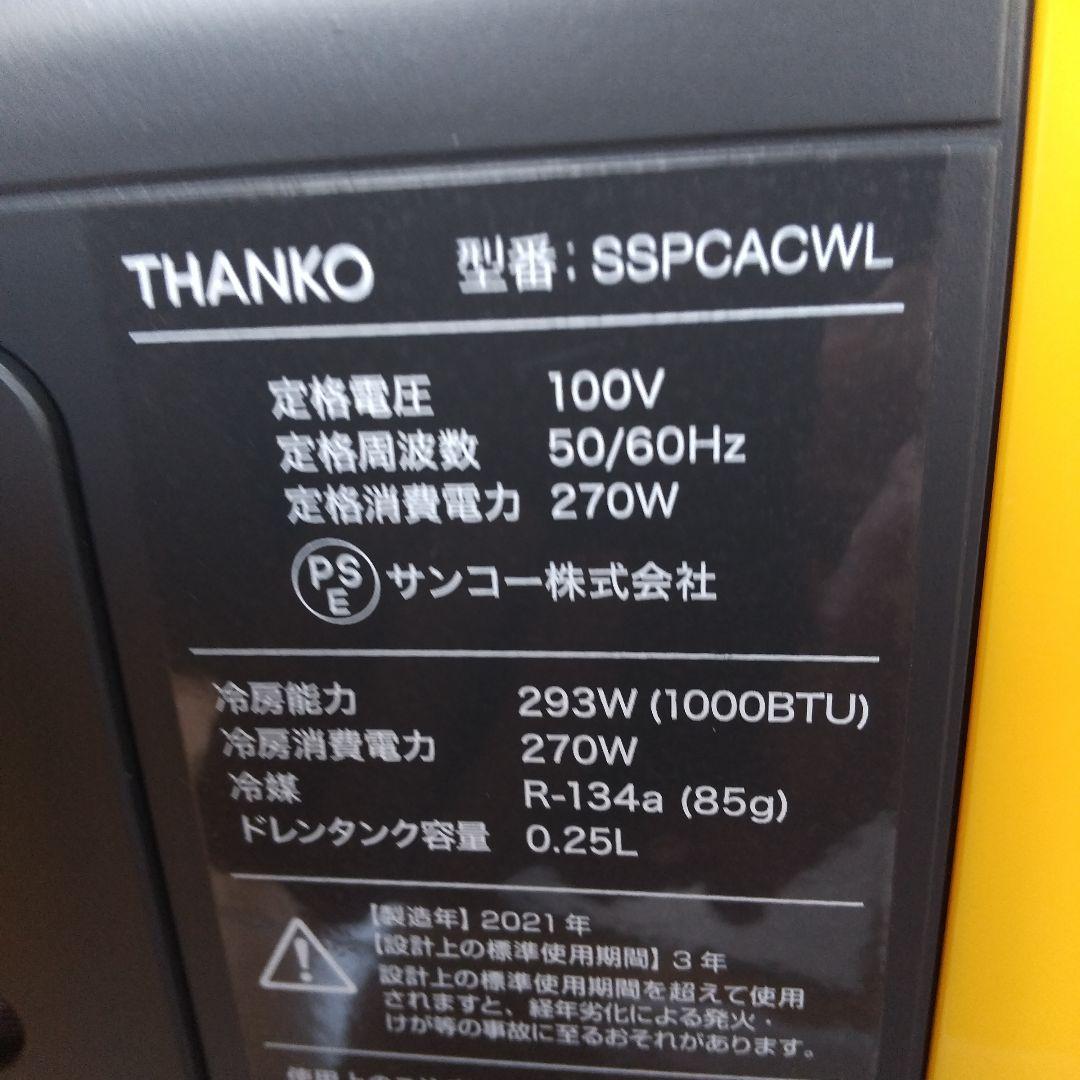 THANKO 型番：SSPCACWL
定格電圧 100V
定格周波数 50/60Hz
定格消費電力 270W
PSE サンコー株式会社
冷房能力 293W (1000BTU)
冷房消費電力 270W
冷媒 R-134a (85g)
ドレンタンク容量 0.25L
【製造年】2021年
【設計上の標準使用期間】3年
設計上の標準使用期間を超えて使用
されますと、経年劣化による発火・
けが等の事故に至るおそれがあります。